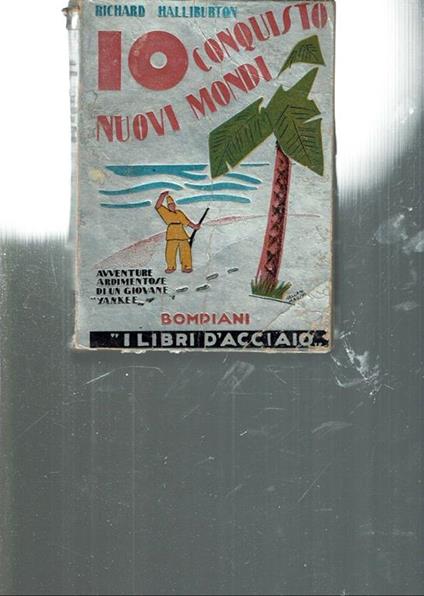 RICHARD HALLIBURTON
IO CONQUISTO
NUOVI MONDI
AVVENTURE
ARDIMENTOSE
DI UN GIOVANE
"YANKEE"
BOMPIANI
"I LIBRI D'ACCIAIO"